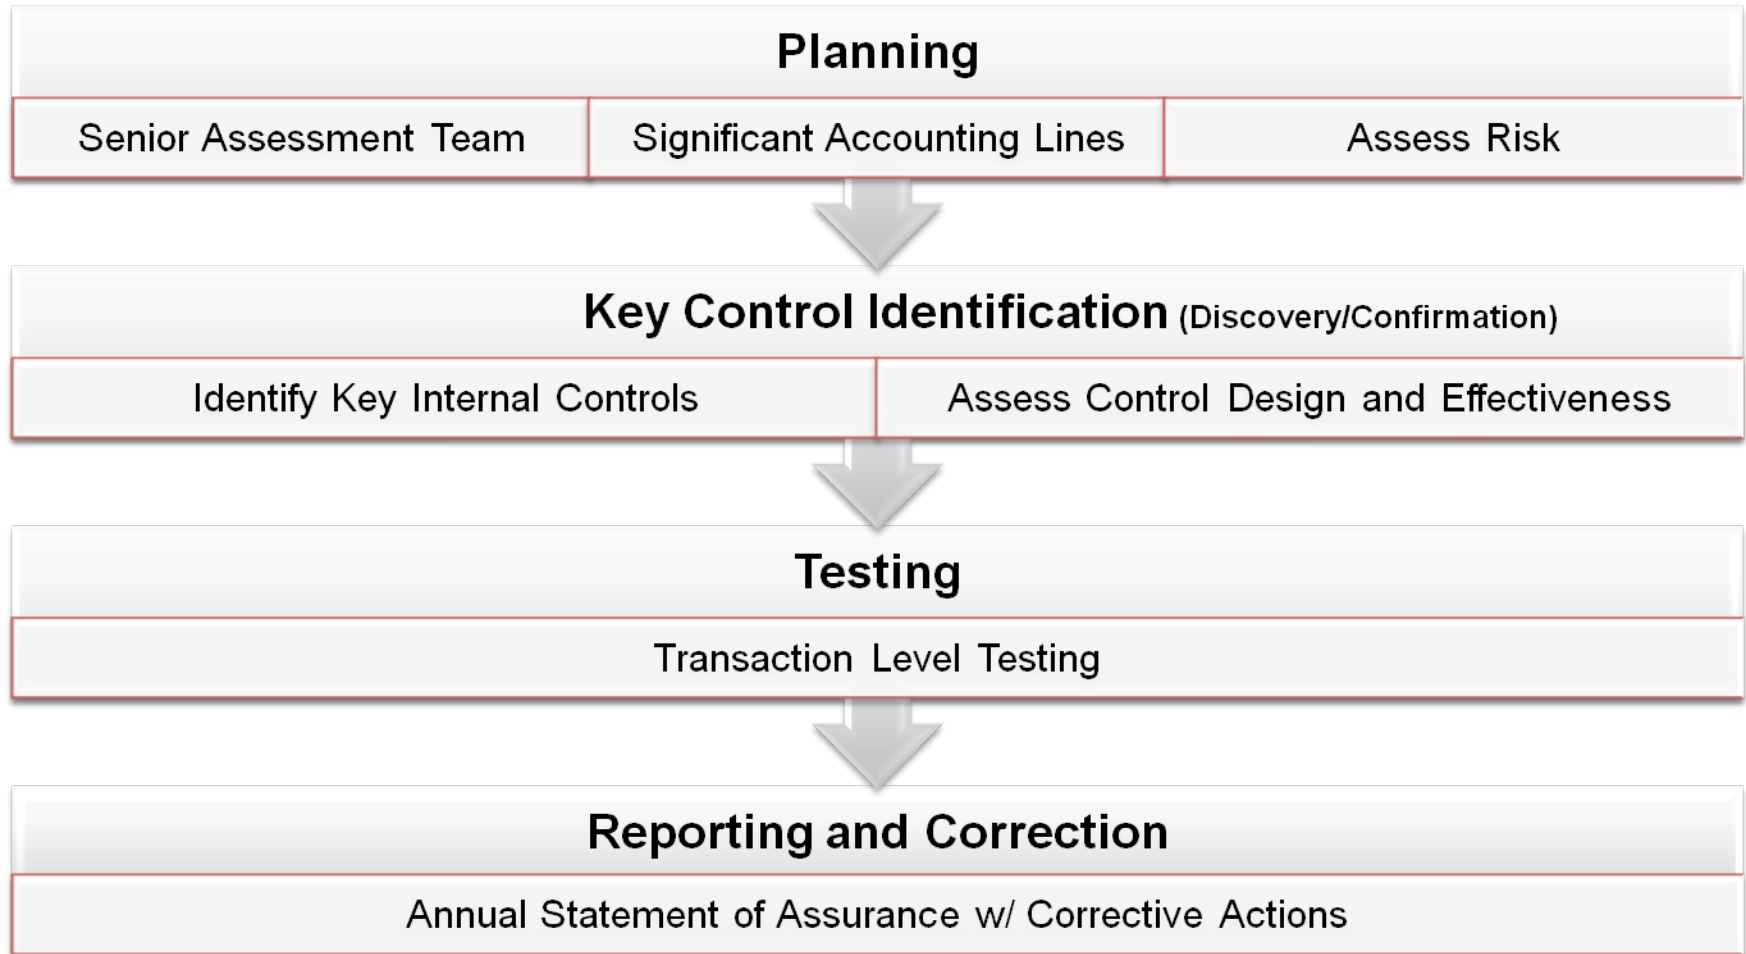 Planning
Senior Assessment Team
Significant Accounting Lines
Assess Risk
Key Control Identification (Discovery/Confirmation)
Identify Key Internal Controls
Assess Control Design and Effectiveness
Testing
Transaction Level Testing
Reporting and Correction
Annual Statement of Assurance w/ Corrective Actions